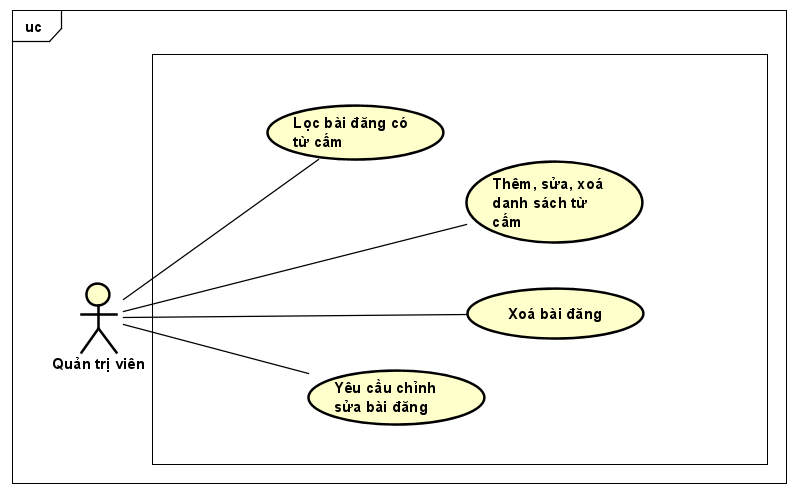 uc
Lọc bài đăng có
từ cấm
Thêm, sửa, xoá
danh sách từ
cấm
Xoá bài đăng
Quản trị viên
Yêu cầu chỉnh
sửa bài đăng